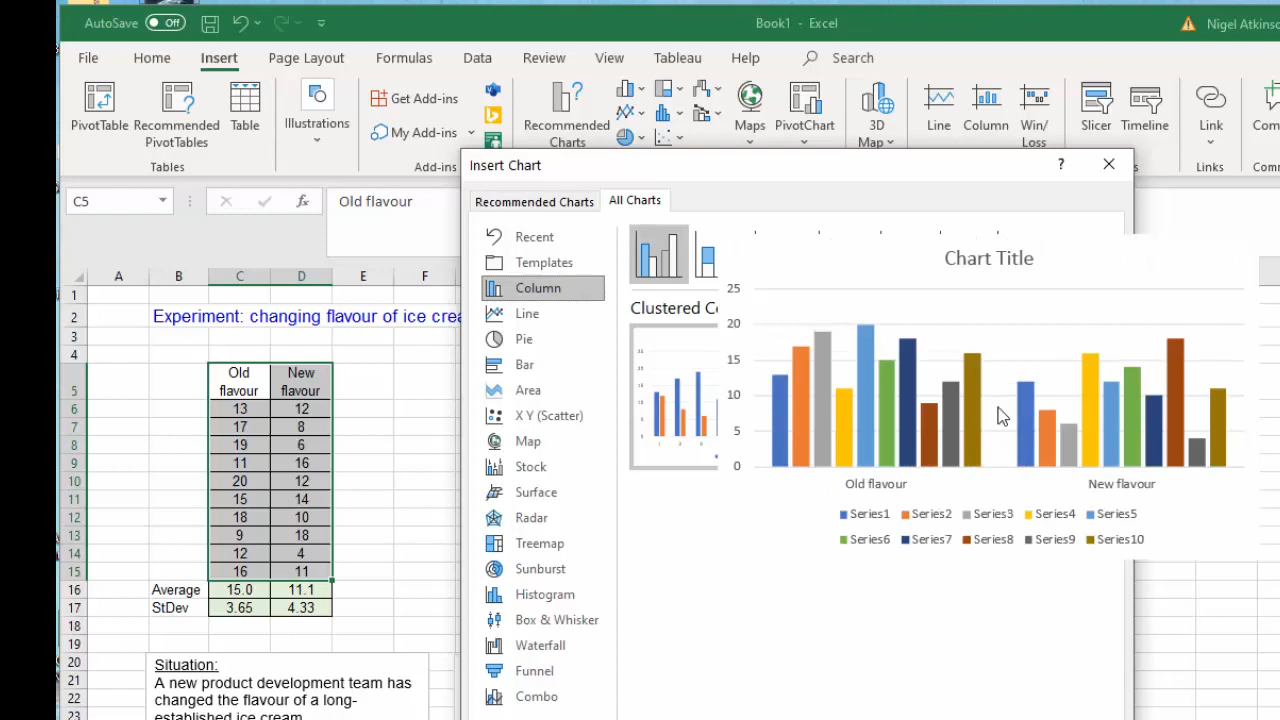 AutoSave Off Book1 - Excel Nigel Atkinson
File Home Insert Page Layout Formulas Data Review View Tableau Help Search
PivotTable Recommended PivotTables Table Illustrations Get Add-ins My Add-ins Recommended Charts Maps PivotChart 3D Map Line Column Win/Loss Slicer Timeline Link
Tables Add-ins Links
C5 fx Old flavour
Insert Chart ?
Recommended Charts All Charts
Recent
Templates
Column
Line
Pie
Bar
Area
X Y (Scatter)
Map
Stock
Surface
Radar
Treemap
Sunburst
Histogram
Box & Whisker
Waterfall
Funnel
Combo
Clustered Co
Chart Title
25
20
15
10
5
0
Old flavour New flavour
Series1 Series2 Series3 Series4 Series5
Series6 Series7 Series8 Series9 Series10
A B C D E F
1
2 Experiment: changing flavour of ice crea
3
4
5 Old flavour New flavour
6 13 12
7 17 8
8 19 6
9 11 16
10 20 12
11 15 14
12 18 10
13 9 18
14 12 4
15 16 11
16 Average 15.0 11.1
17 StDev 3.65 4.33
18
19
20 Situation:
21 A new product development team has
22 changed the flavour of a long-
23 established ice cream